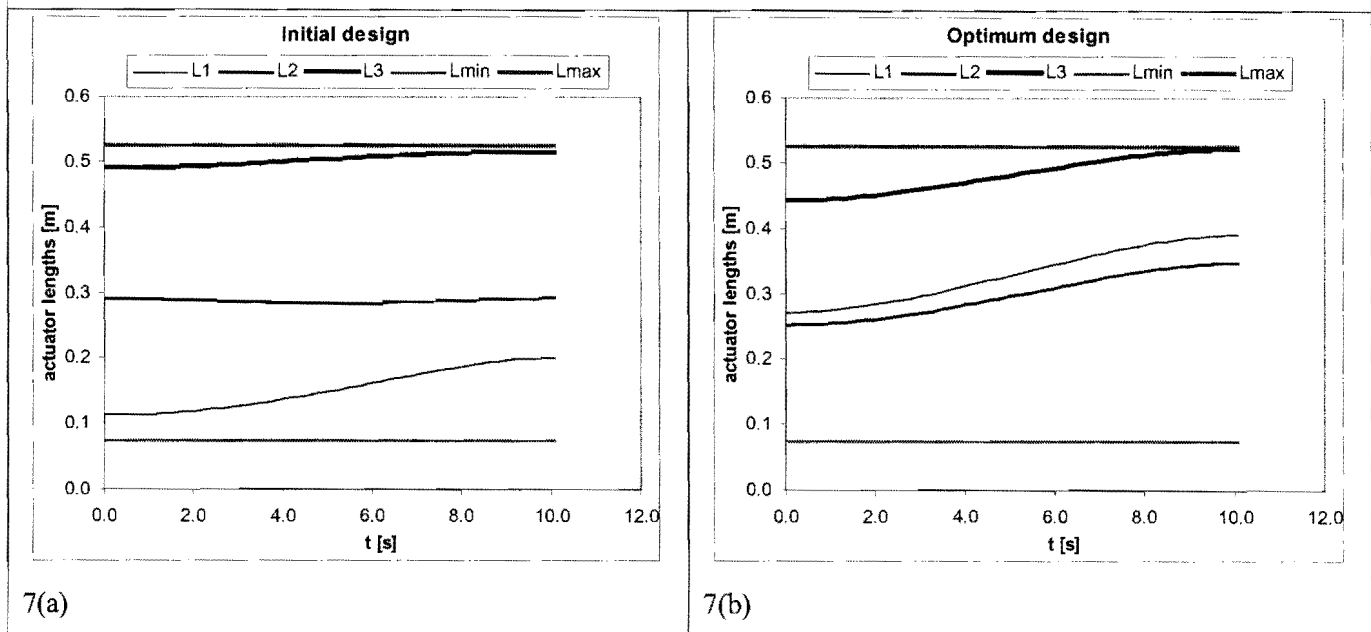 Initial design
L1 L2 L3 Lmin Lmax
actuator lengths [m]
0.6
0.5
0.4
0.3
0.2
0.1
0.0
0.0 2.0 4.0 6.0 8.0 10.0 12.0
t [s]
7(a)
Optimum design
L1 L2 L3 Lmin Lmax
actuator lengths [m]
0.6
0.5
0.4
0.3
0.2
0.1
0.0
0.0 2.0 4.0 6.0 8.0 10.0 12.0
t [s]
7(b)